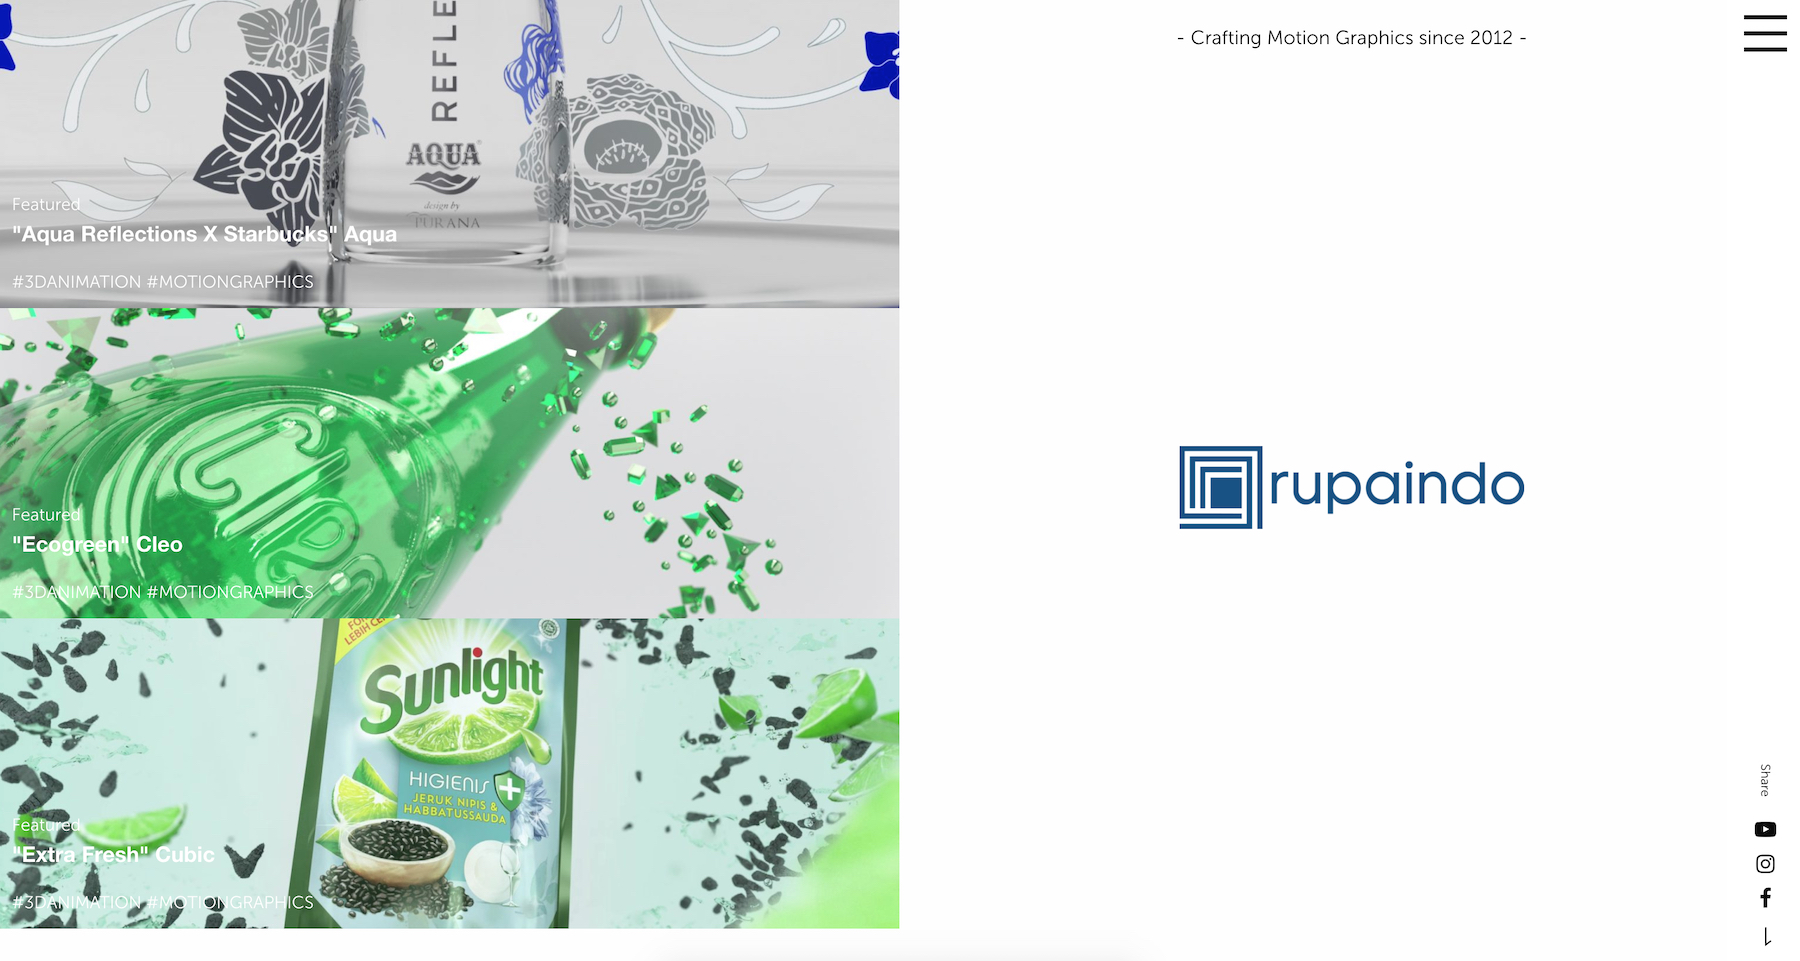 REFLE
AQUA
design by
PURANA
Featured
"Aqua Reflections X Starbucks" Aqua
#3DANIMATION #MOTIONGRAPHICS
Featured
"Ecogreen" Cleo
#3DANIMATION #MOTIONGRAPHICS
LEBIH
Sunlight
HIGIENIS
JERUK NIPIS &
HABBATUSSAUDA
Featured
"Extra Fresh" Cubic
#3DANIMATION #MOTIONGRAPHICS
- Crafting Motion Graphics since 2012 -
rupaindo
Share